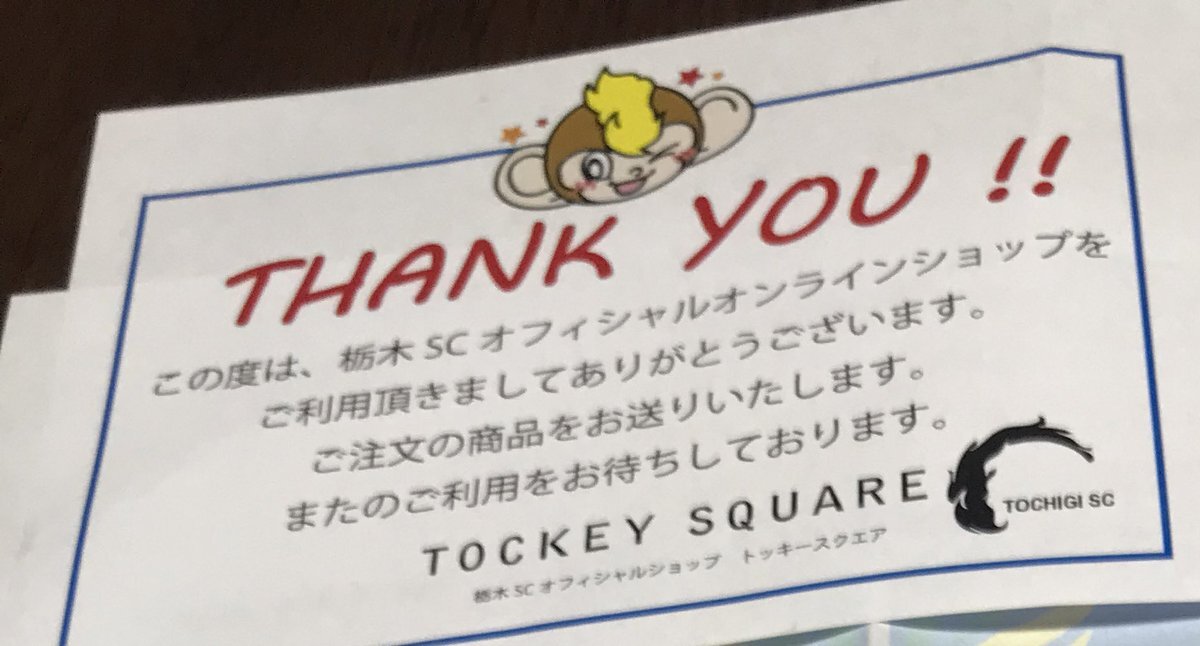 THANK YOU !!
この度は、栃木 SC オフィシャルオンラインショップを
ご利用頂きましてありがとうございます。
ご注文の商品をお送りいたします。
またのご利用をお待ちしております。
TOCKEY SQUARE
TOCHIGI SC
栃木 SC オフィシャルショップ トッキースクエア